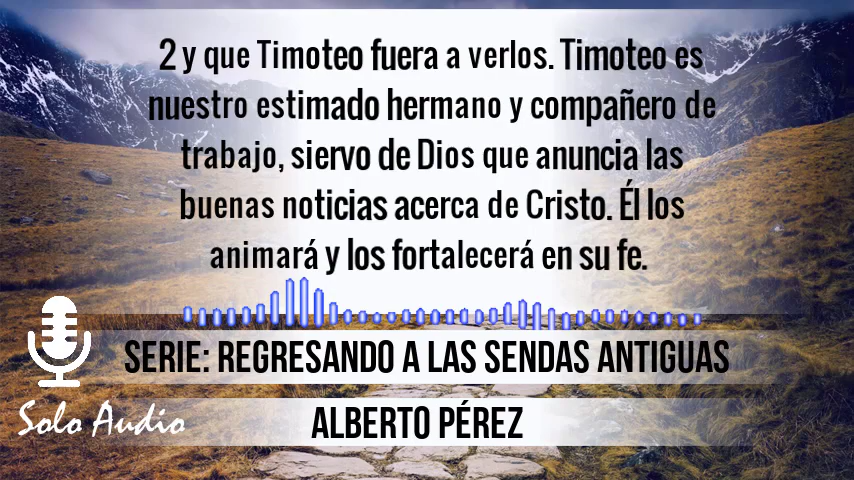 2 y que Timoteo fuera a verlos. Timoteo es
nuestro estimado hermano y compañero de
trabajo, siervo de Dios que anuncia las
buenas noticias acerca de Cristo. Él los
animará y los fortalecerá en su fe.
SERIE: REGRESANDO A LAS SENDAS ANTIGUAS
Solo Audio
ALBERTO PÉREZ